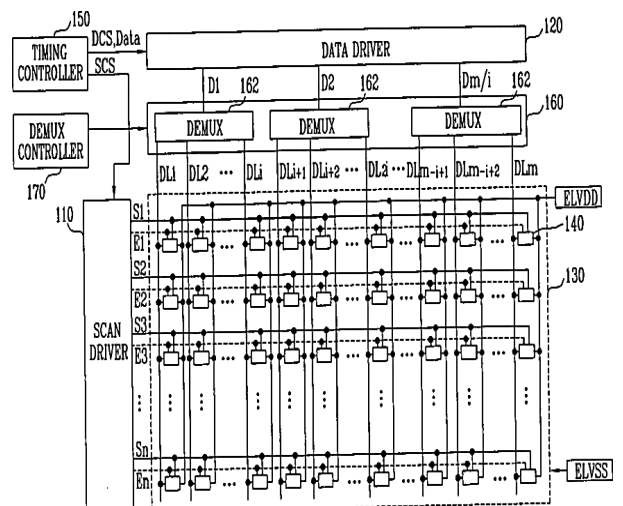 150
DCS,Data
120
TIMING
CONTROLLER
DATA DRIVER
SCS
D1
162
D2
162
Dm/i
162
160
DEMUX
DEMUX
DEMUX
DEMUX
CONTROLLER
170
DL1
DL2
...
DLi
DLi+1
DLi+2
...
DL2i
...
DLm-i+1
DLm-i+2
...
DLm
110
ELVDD
S1
140
E1
... ... ... ...
130
S2
E2
... ... ... ...
SCAN
DRIVER
S3
E3
... ... ... ...
Sn
En
... ... ... ...
ELVSS